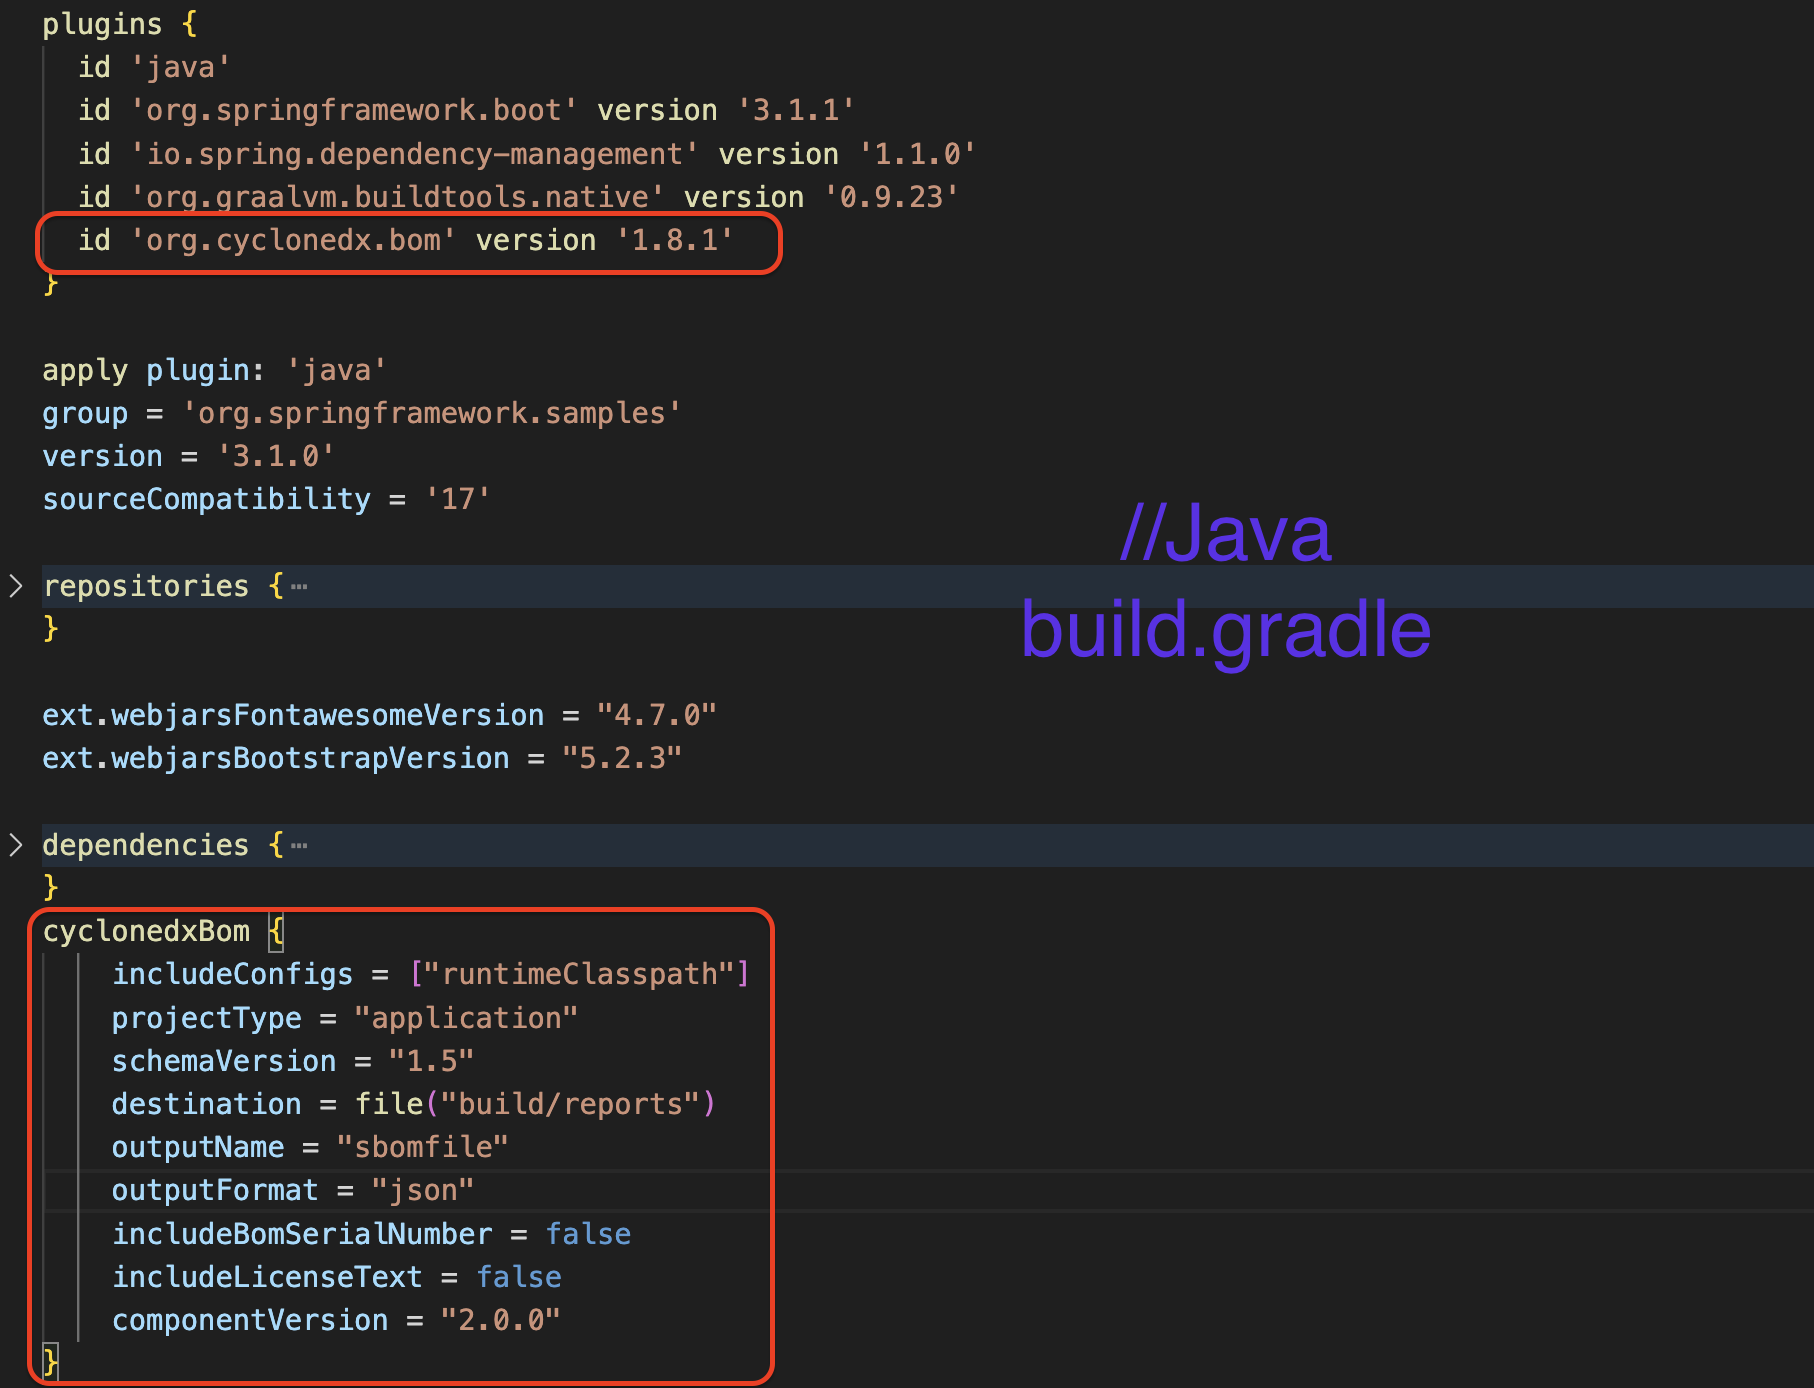 plugins {
id 'java'
id 'org.springframework.boot' version '3.1.1'
id 'io.spring.dependency-management' version '1.1.0'
id 'org.graalvm.buildtools.native' version '0.9.23'
id 'org.cyclonedx.bom' version '1.8.1'
}
apply plugin: 'java'
group = 'org.springframework.samples'
version = '3.1.0'
sourceCompatibility = '17'
//Java
build.gradle
repositories {⋯
}
ext.webjarsFontawesomeVersion = "4.7.0"
ext.webjarsBootstrapVersion = "5.2.3"
dependencies {⋯
}
cyclonedxBom {
includeConfigs = ["runtimeClasspath"]
projectType = "application"
schemaVersion = "1.5"
destination = file("build/reports")
outputName = "sbomfile"
outputFormat = "json"
includeBomSerialNumber = false
includeLicenseText = false
componentVersion = "2.0.0"
}